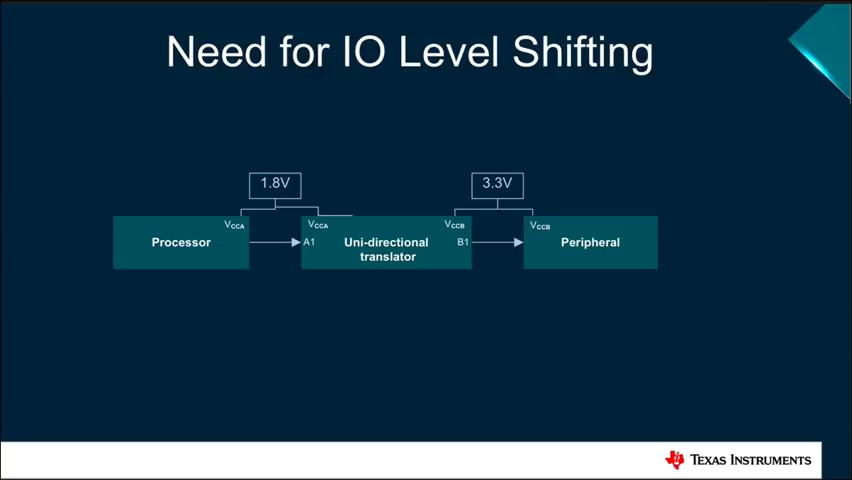 Need for IO Level Shifting
1.8V
3.3V
VCCA
VCCA
VCCB
VCCB
Processor
A1
Uni-directional
translator
B1
Peripheral
TEXAS INSTRUMENTS